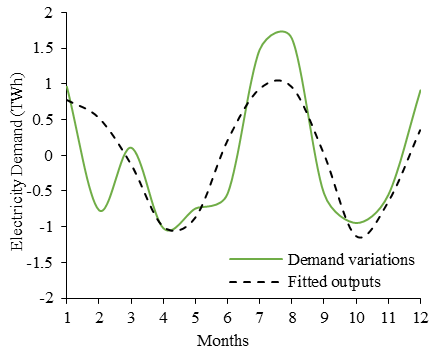 2
1.5
1
0.5
0
-0.5
-1
-1.5
-2
Electricity Demand (TWh)
Demand variations
Fitted outputs
1 2 3 4 5 6 7 8 9 10 11 12
Months